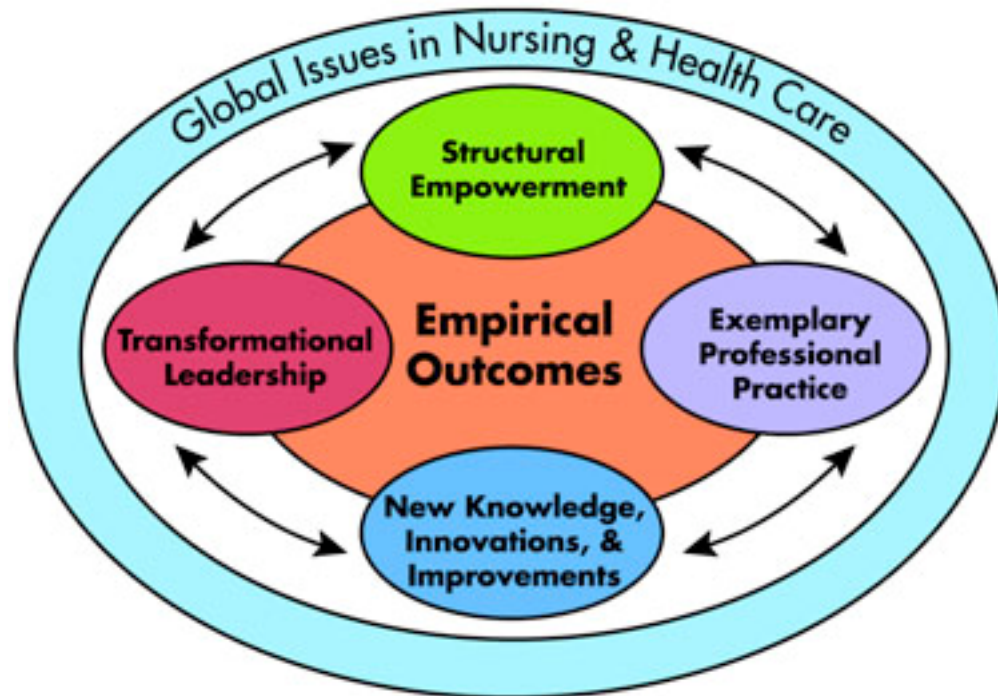 Global Issues in Nursing & Health Care
Structural
Empowerment
Transformational
Leadership
Empirical
Outcomes
Exemplary
Professional
Practice
New Knowledge,
Innovations, &
Improvements